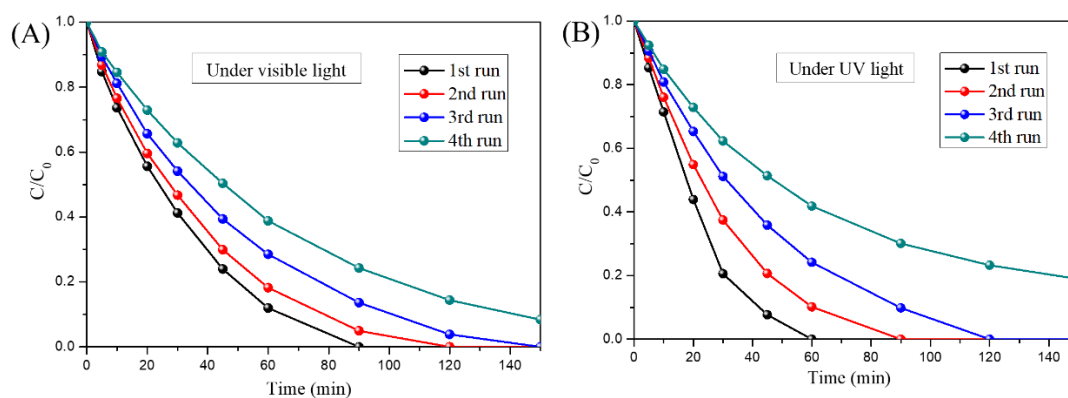 (A)
Under visible light
1st run
2nd run
3rd run
4th run
C/C0
1.0
0.8
0.6
0.4
0.2
0.0
0 20 40 60 80 100 120 140
Time (min)
(B)
Under UV light
1st run
2nd run
3rd run
4th run
C/C0
1.0
0.8
0.6
0.4
0.2
0.0
0 20 40 60 80 100 120 140
Time (min)